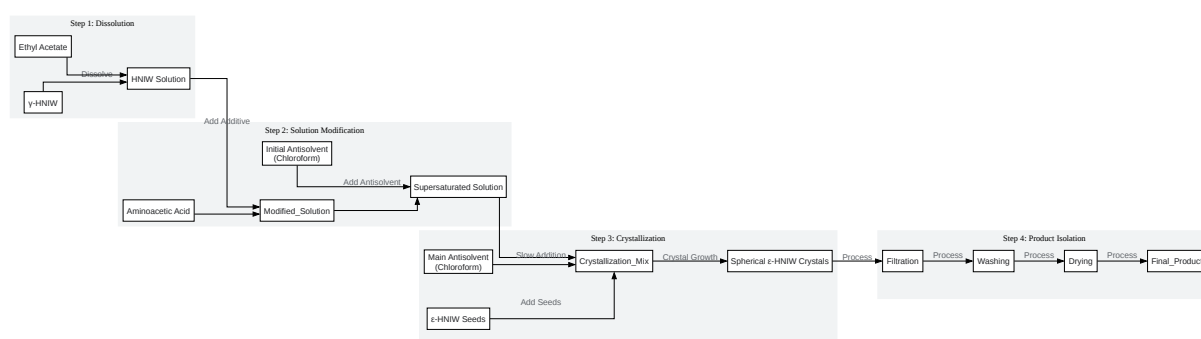 Step 1: Dissolution
Ethyl Acetate
Dissolve
HNIW Solution
γ-HNIW
Add Additive
Step 2: Solution Modification
Initial Antisolvent
(Chloroform)
Add Antisolvent
Supersaturated Solution
Aminoacetic Acid
Modified_Solution
Step 3: Crystallization
Main Antisolvent
(Chloroform)
Slow Addition
Crystallization_Mix
Crystal Growth
Spherical ε-HNIW Crystals
Add Seeds
ε-HNIW Seeds
Process
Step 4: Product Isolation
Filtration
Process
Washing
Process
Drying
Process
Final_Product